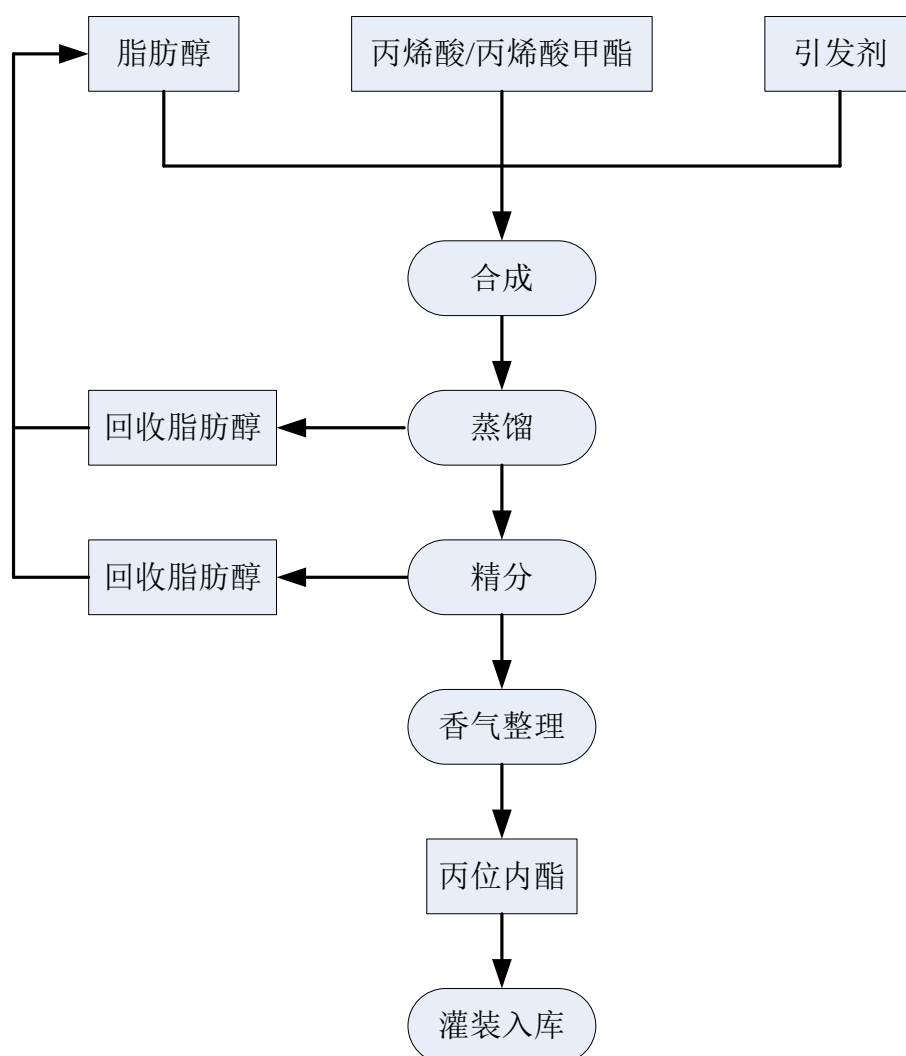 脂肪醇
丙烯酸/丙烯酸甲酯
引发剂
合成
回收脂肪醇
蒸馏
回收脂肪醇
精分
香气整理
丙位内酯
灌装入库